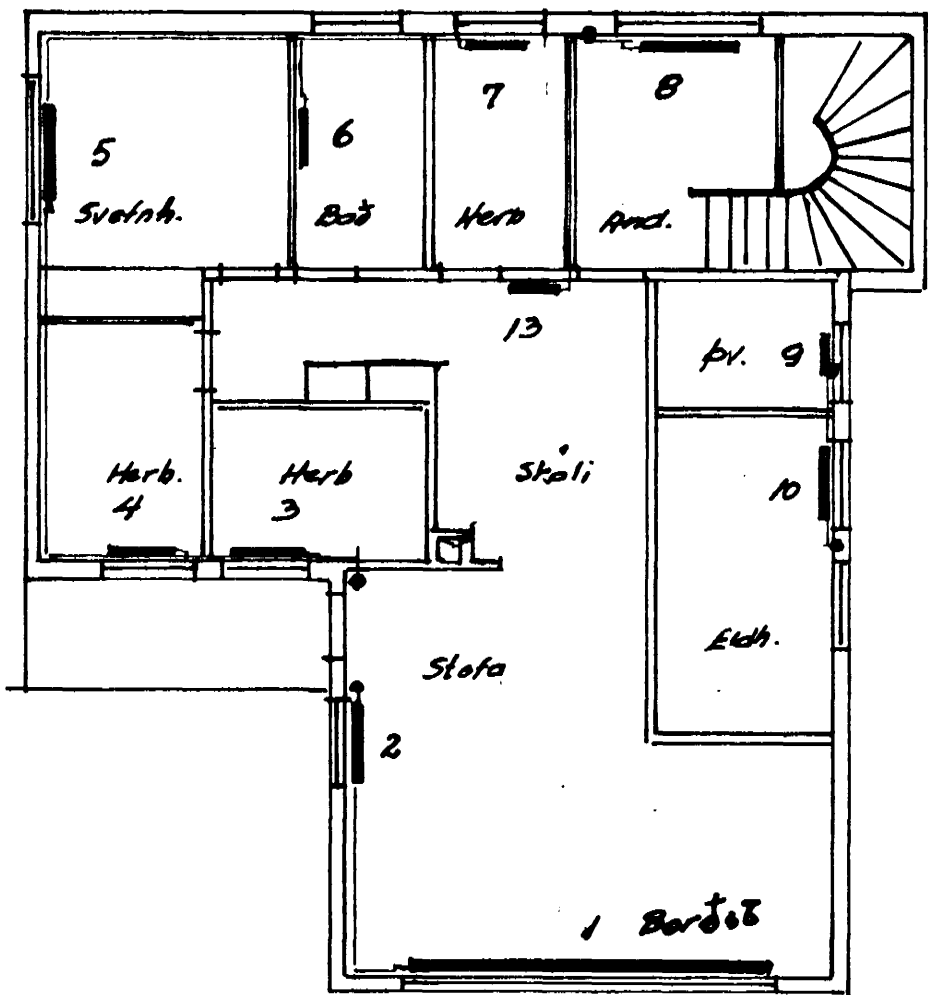 7
8
5
6
Svefnh.
Bað
Herb
And.
13
þv. 9
Herb.
4
Herb
3
Skáli
10
Eldh.
Stofa
2
1